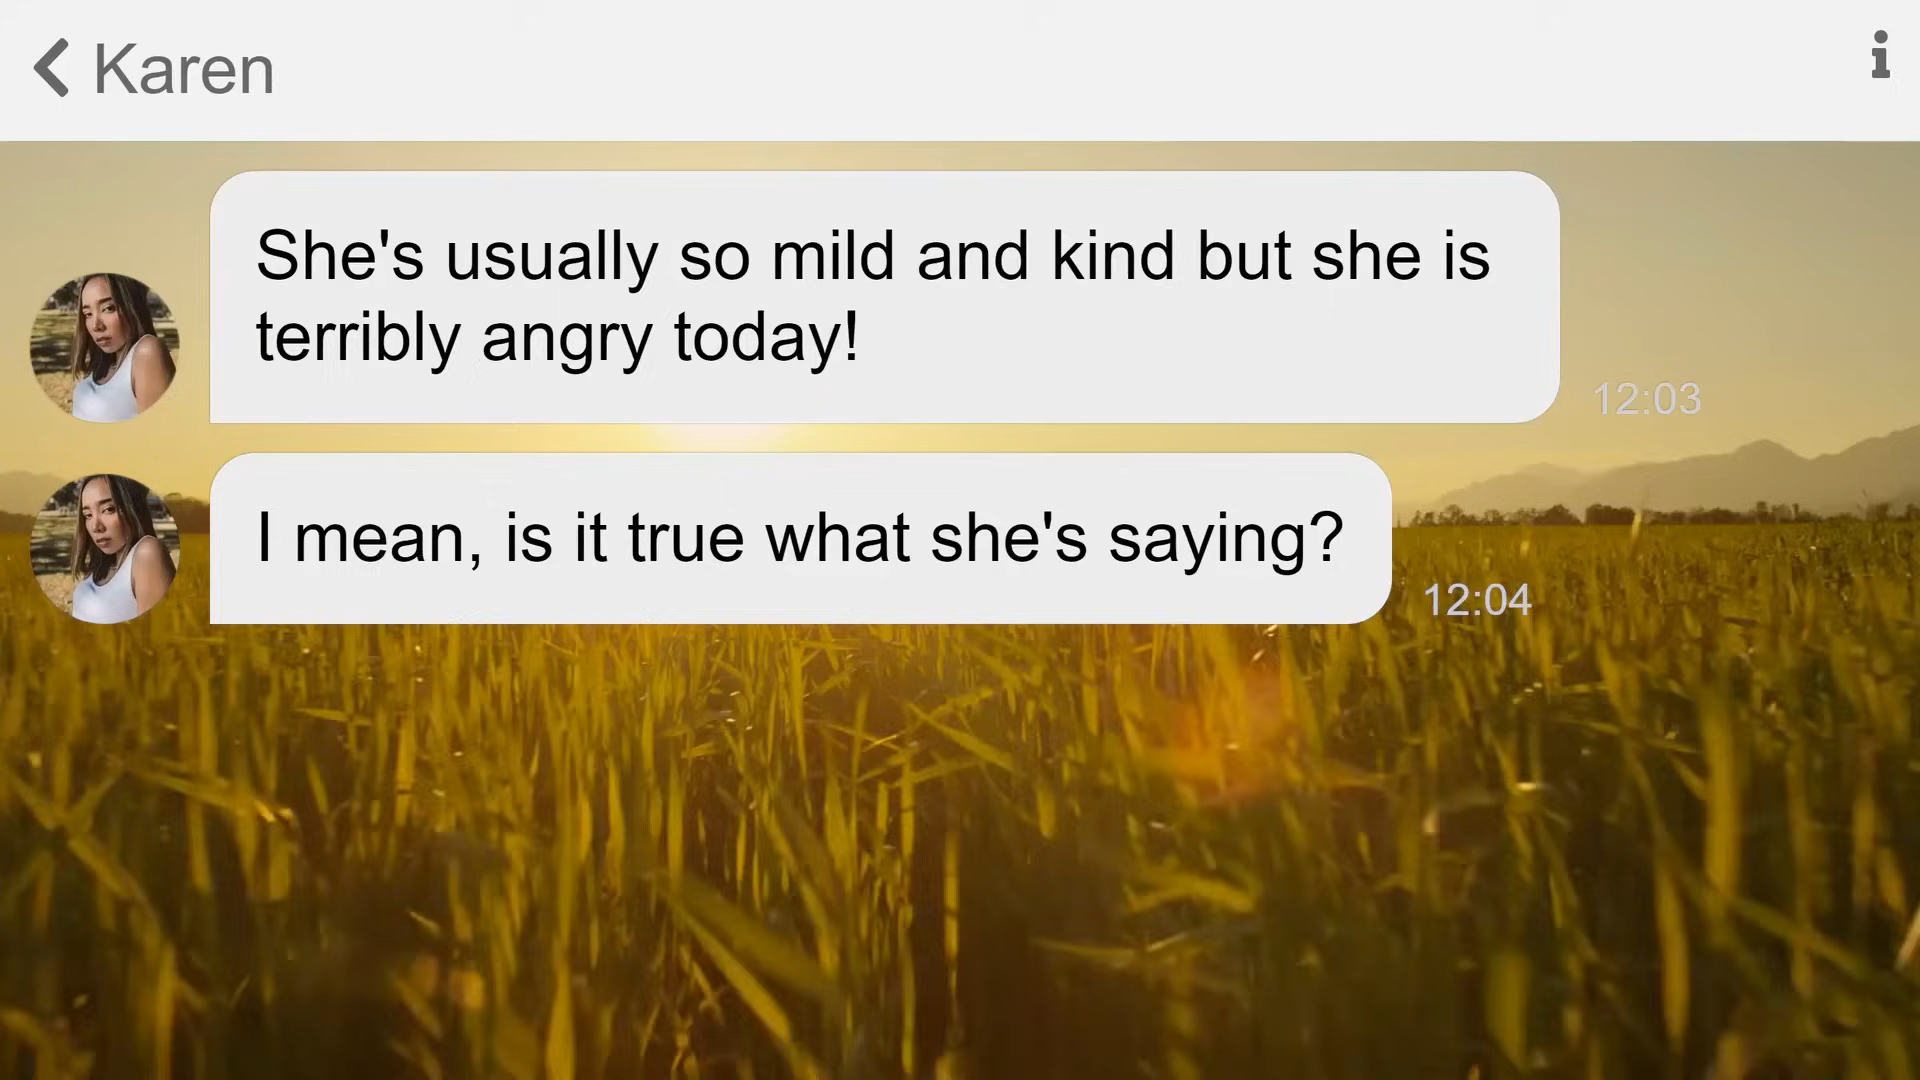 Karen
She's usually so mild and kind but she is
terribly angry today!
12:03
I mean, is it true what she's saying?
12:04